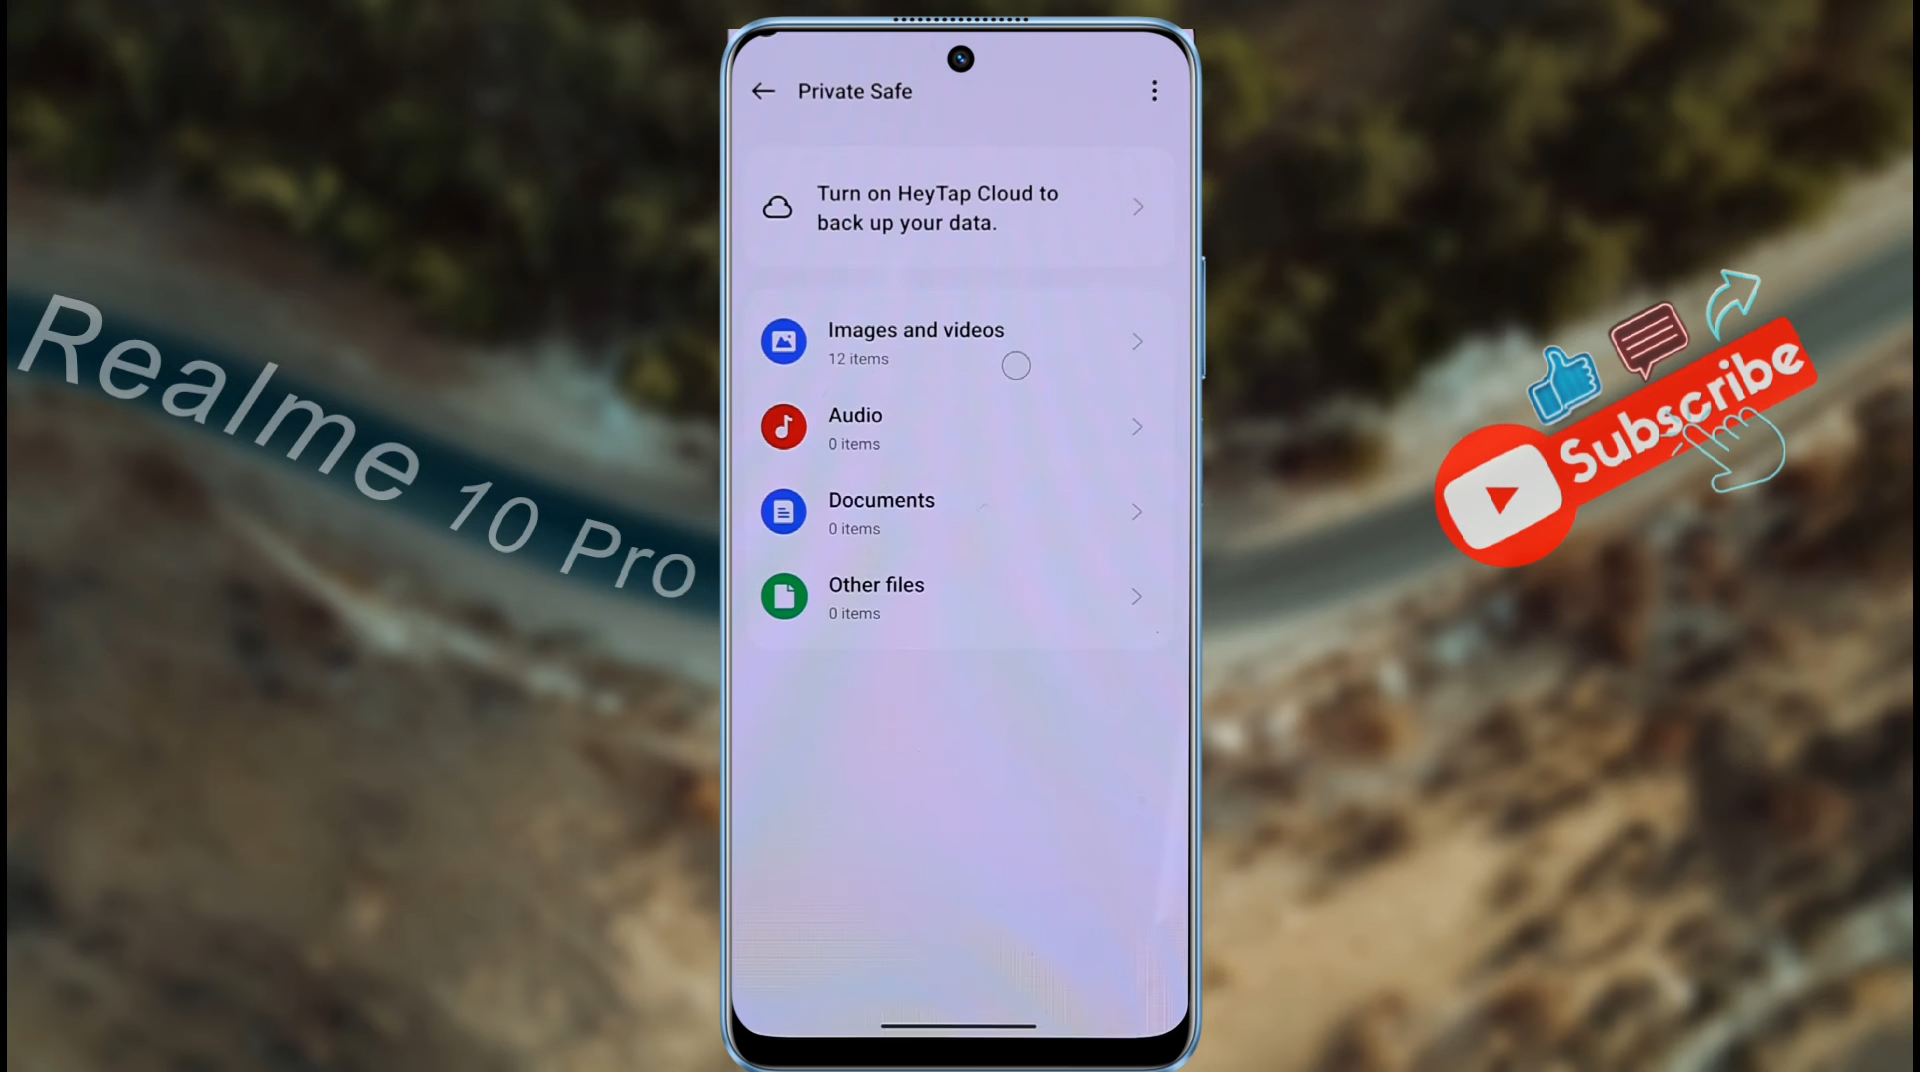 Private Safe
Turn on HeyTap Cloud to
back up your data.
Images and videos
12 items
Audio
0 items
Documents
0 items
Other files
0 items
Realme 10 Pro
Subscribe